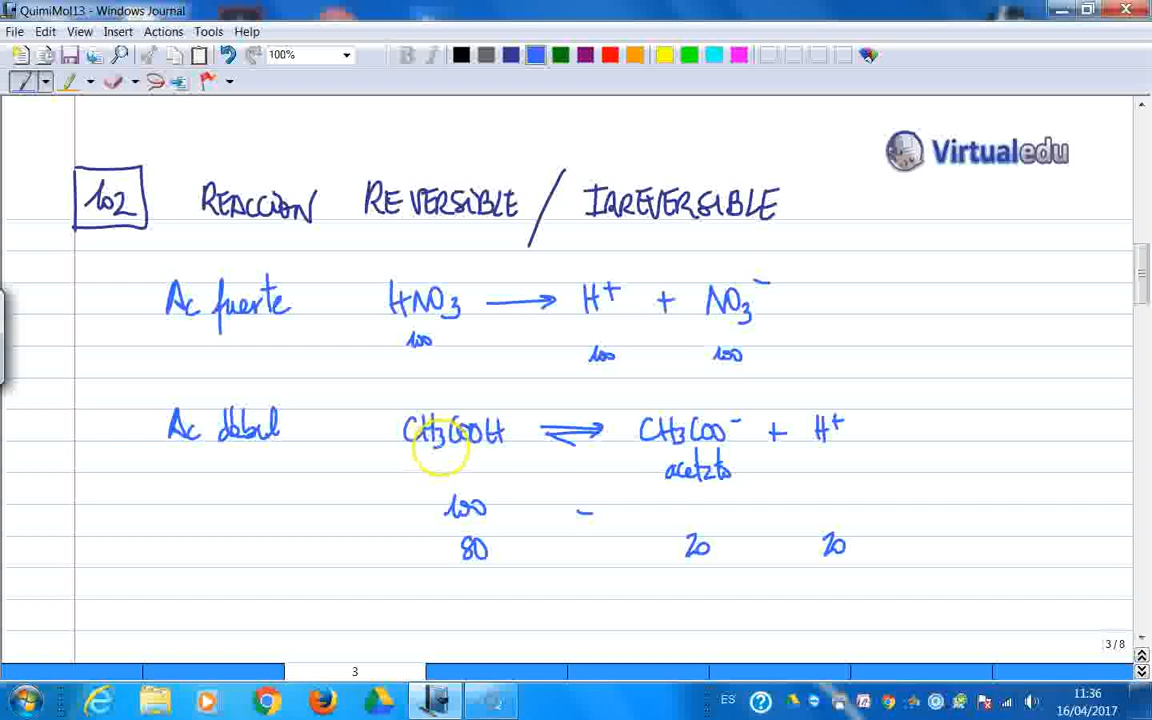 QuimiMol13 - Windows Journal
File Edit View Insert Actions Tools Help
100%
B I
Virtualedu
102 REACCION REVERSIBLE / IRREVERSIBLE
Ac fuerte HNO3 → H+ + NO3-
100 100 100
Ac débil CH3COOH ⇌ CH3COO- + H+
acetato
100 -
80 20 20
3 / 8
3
ES 11:36
16/04/2017